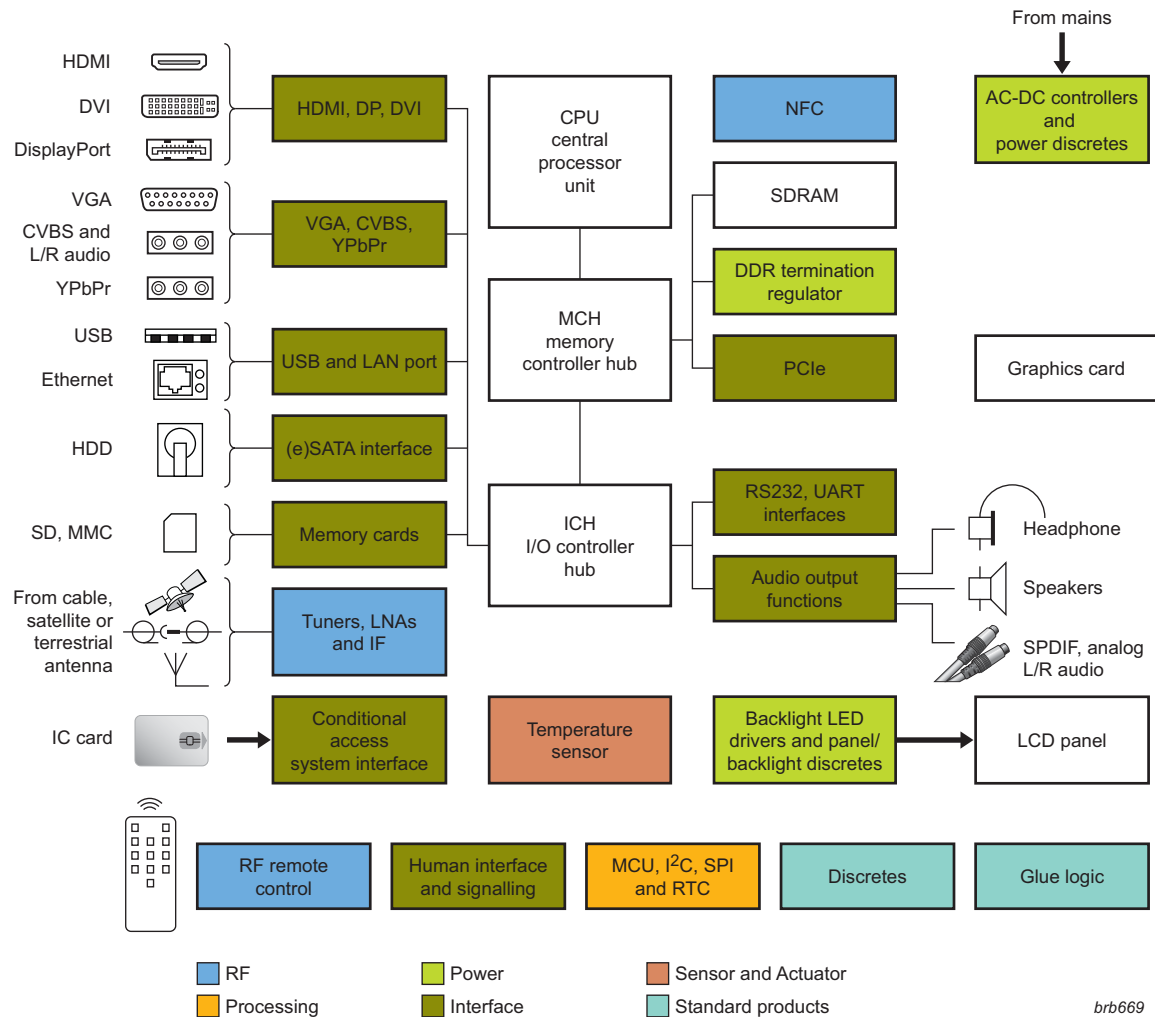 From mains
HDMI
DVI
DisplayPort
HDMI, DP, DVI
CPU
central
processor
unit
NFC
AC-DC controllers
and
power discretes
VGA
CVBS and
L/R audio
YPbPr
VGA, CVBS,
YPbPr
SDRAM
DDR termination
regulator
USB
Ethernet
USB and LAN port
MCH
memory
controller hub
PCIe
Graphics card
HDD
(e)SATA interface
SD, MMC
Memory cards
ICH
I/O controller
hub
RS232, UART
interfaces
Audio output
functions
Headphone
Speakers
SPDIF, analog
L/R audio
From cable,
satellite or
terrestrial
antenna
Tuners, LNAs
and IF
IC card
Conditional
access
system interface
Temperature
sensor
Backlight LED
drivers and panel/
backlight discretes
LCD panel
RF remote
control
Human interface
and signalling
MCU, I²C, SPI
and RTC
Discretes
Glue logic
RF
Power
Sensor and Actuator
Processing
Interface
Standard products
brb669